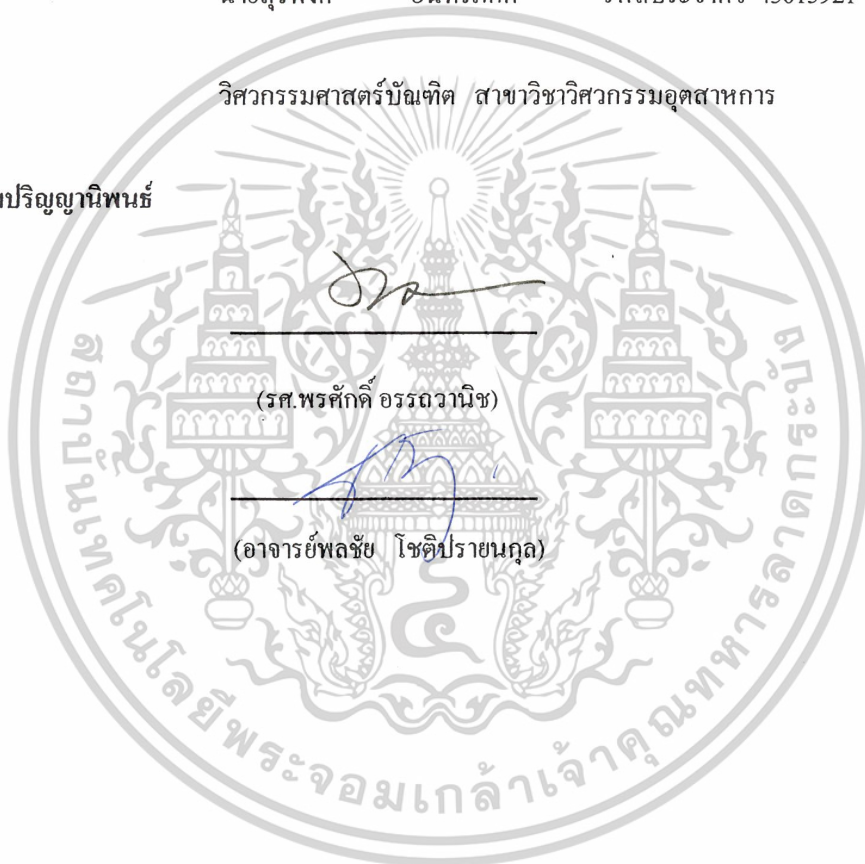 วิศวกรรมศาสตร์บัณฑิต สาขาวิชาวิศวกรรมอุตสาหการ
ปริญญานิพนธ์
(รศ.พรศักดิ์ อรรถวานิช)
(อาจารย์พลชัย โชติปรายนกุล)
สถาบันเทคโนโลยีพระจอมเกล้าเจ้าคุณทหารลาดกระบัง